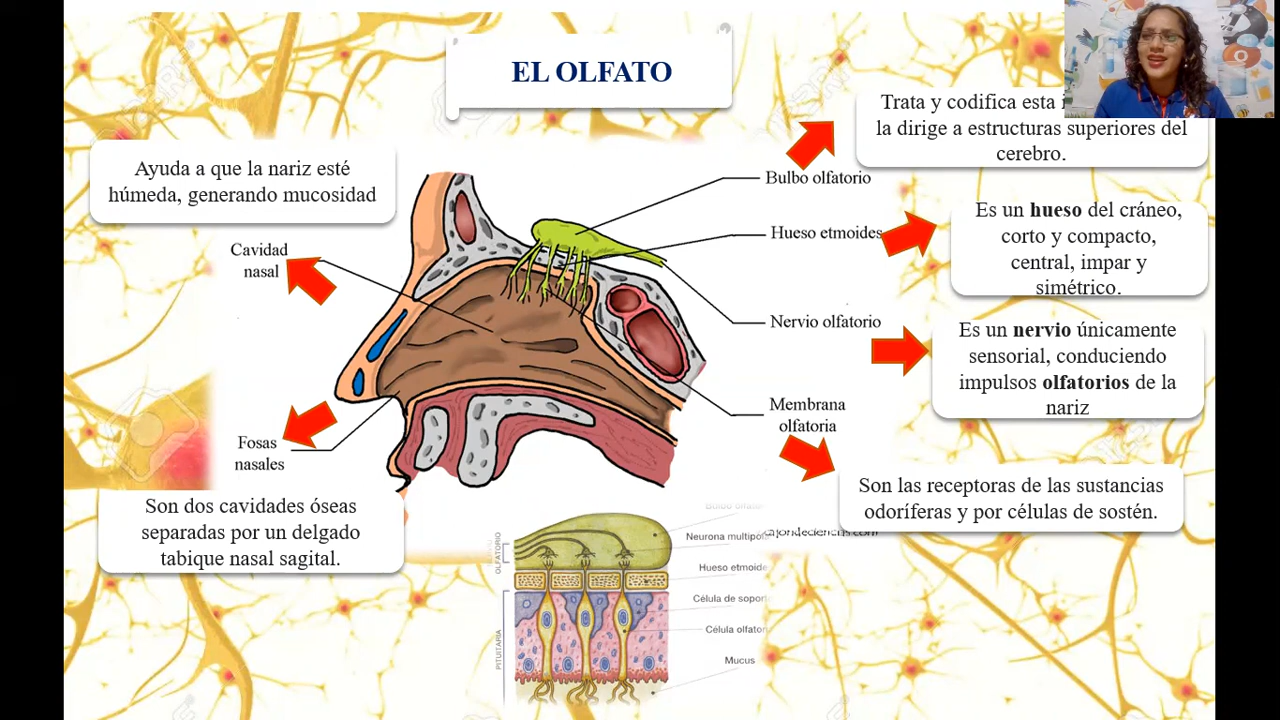 EL OLFATO
Ayuda a que la nariz esté
húmeda, generando mucosidad
Cavidad
nasal
Fosas
nasales
Son dos cavidades óseas
separadas por un delgado
tabique nasal sagital.
Trata y codifica esta
la dirige a estructuras superiores del
cerebro.
Bulbo olfatorio
Es un hueso del cráneo,
corto y compacto,
central, impar y
simétrico.
Hueso etmoides
Nervio olfatorio
Es un nervio únicamente
sensorial, conduciendo
impulsos olfatorios de la
nariz
Membrana
olfatoria
Son las receptoras de las sustancias
odoríferas y por células de sostén.
OLFATORIO
Neurona multipo
Hueso etmoide
Célula de sopor
Célula olfator
Mucus
PITUITARIA